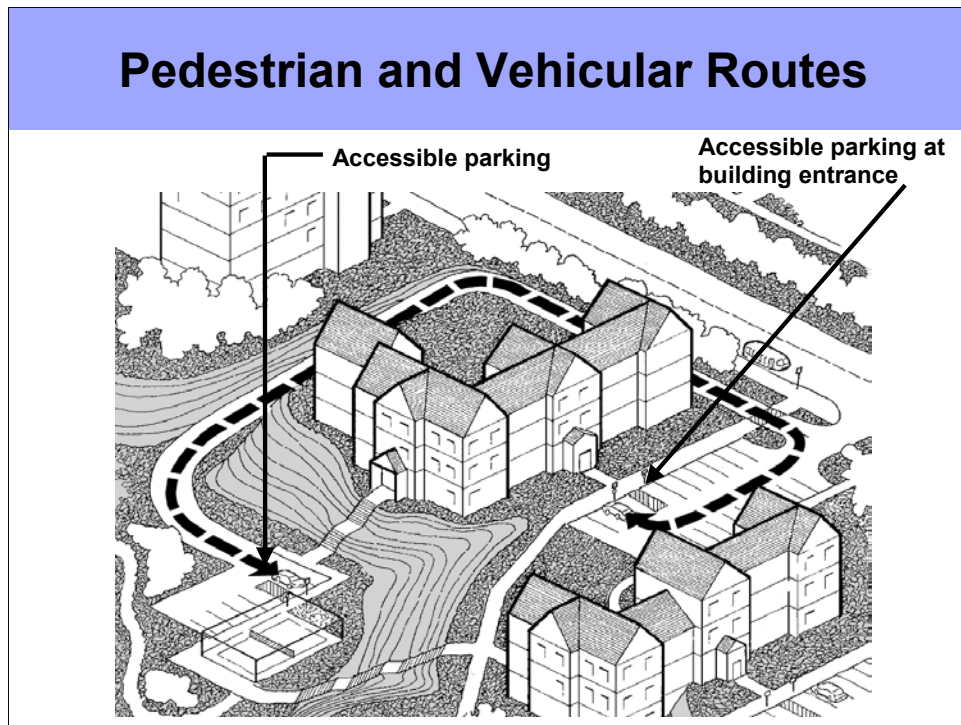 Pedestrian and Vehicular Routes
Accessible parking
Accessible parking at
building entrance